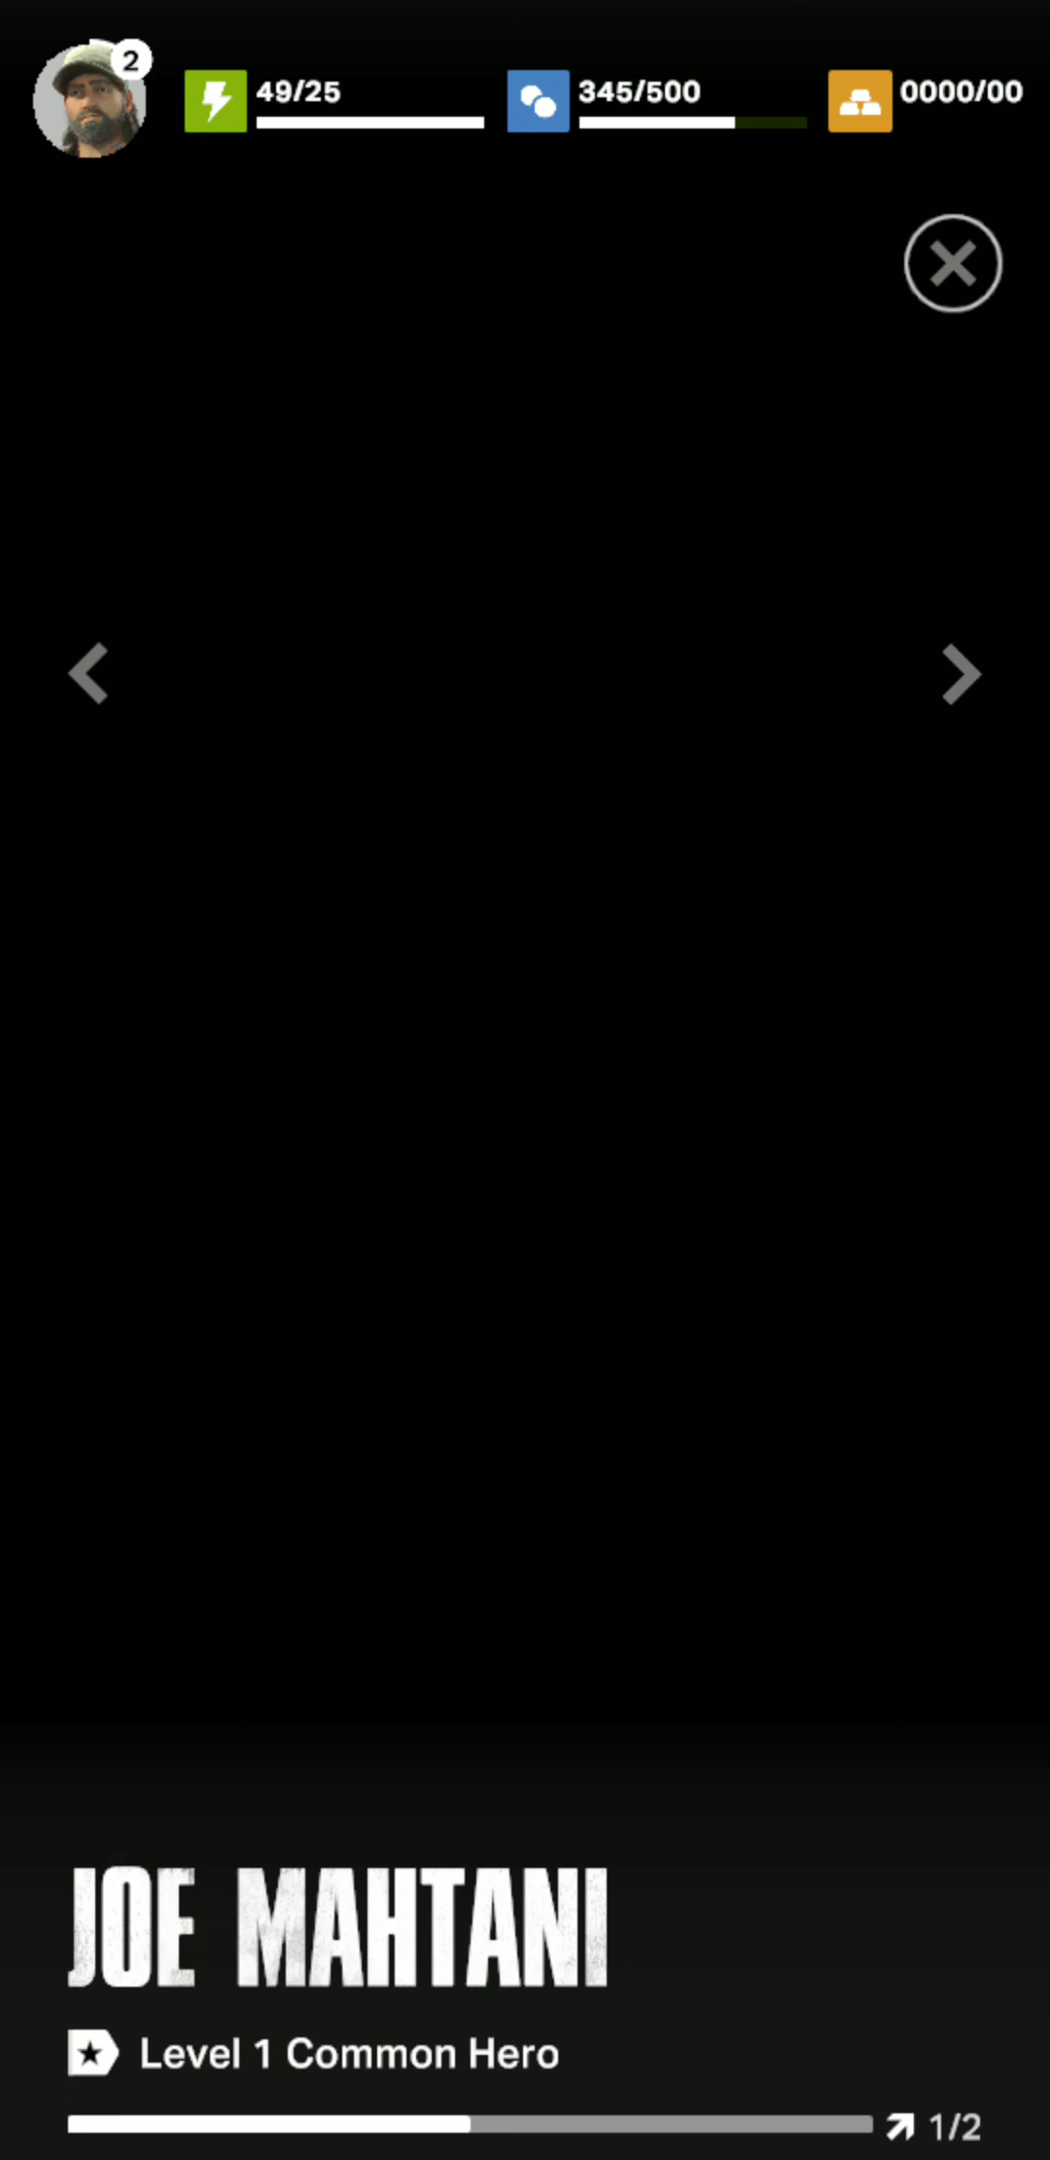 2
49/25
345/500
0000/00
JOE MAHTANI
Level 1 Common Hero
1/2